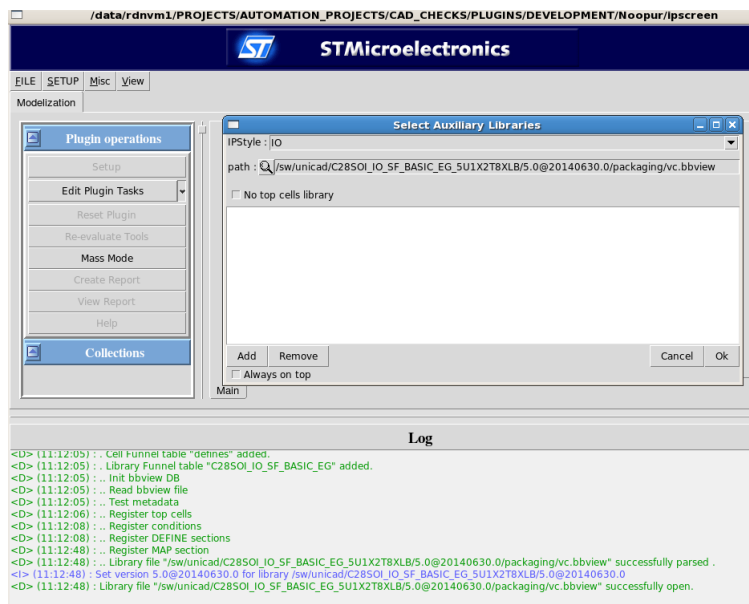 /data/rdnvm1/PROJECTS/AUTOMATION_PROJECTS/CAD_CHECKS/PLUGINS/DEVELOPMENT/Noopur/ipscreen
ST
STMicroelectronics
FILE SETUP Misc View
Modelization
Plugin operations
Setup
Edit Plugin Tasks
Reset Plugin
Re-evaluate Tools
Mass Mode
Create Report
View Report
Help
Collections
Select Auxiliary Libraries
IPStyle : IO
path : /sw/unicad/C28SOI_IO_SF_BASIC_EG_5U1X2T8XLB/5.0@20140630.0/packaging/vc.bbview
No top cells library
Add Remove Cancel Ok
Always on top
Main
Log
<D> (11:12:05) : . Cell Funnel table "defines" added.
<D> (11:12:05) : . Library Funnel table "C28SOI_IO_SF_BASIC_EG" added.
<D> (11:12:05) : .. Init bbview DB
<D> (11:12:05) : .. Read bbview file
<D> (11:12:05) : .. Test metadata
<D> (11:12:06) : .. Register top cells
<D> (11:12:08) : .. Register conditions
<D> (11:12:08) : .. Register DEFINE sections
<D> (11:12:48) : .. Register MAP section
<D> (11:12:48) : .. Library file "/sw/unicad/C28SOI_IO_SF_BASIC_EG_5U1X2T8XLB/5.0@20140630.0/packaging/vc.bbview" successfully parsed .
<I> (11:12:48) : Set version 5.0@20140630.0 for library /sw/unicad/C28SOI_IO_SF_BASIC_EG_5U1X2T8XLB/5.0@20140630.0
<D> (11:12:48) : Library file "/sw/unicad/C28SOI_IO_SF_BASIC_EG_5U1X2T8XLB/5.0@20140630.0/packaging/vc.bbview" successfully open.